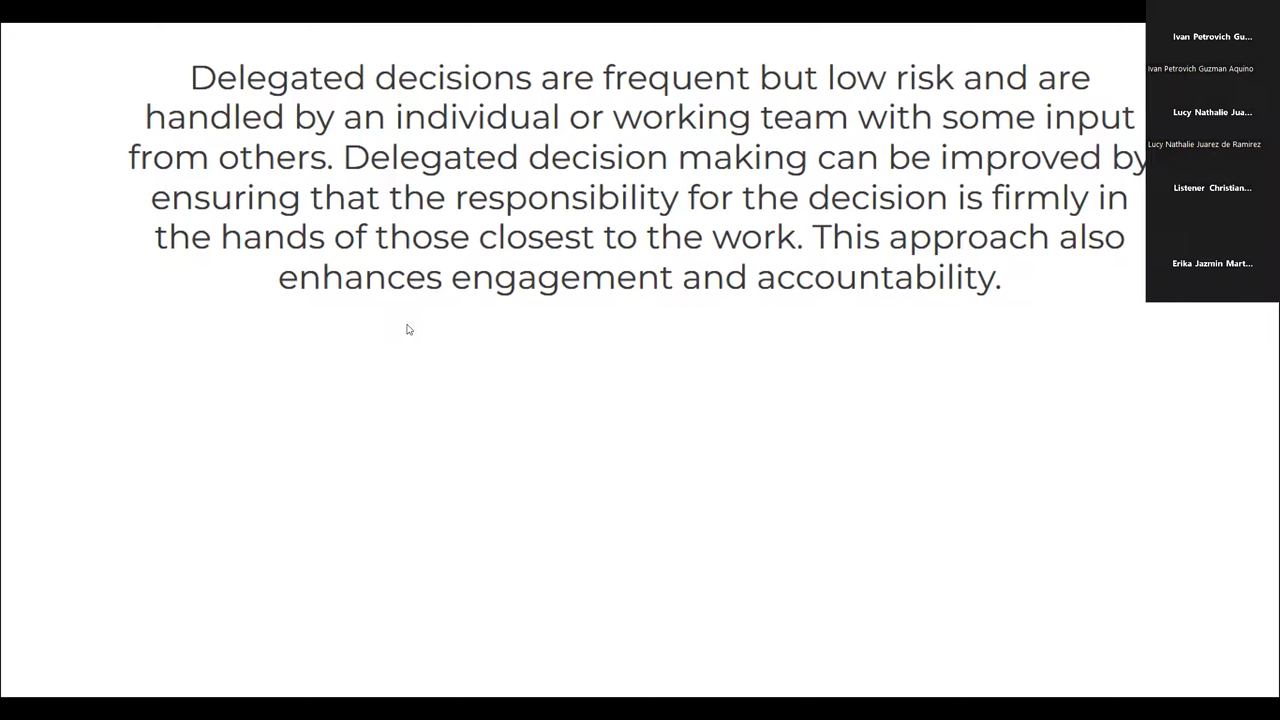 Delegated decisions are frequent but low risk and are
handled by an individual or working team with some input
from others. Delegated decision making can be improved by
ensuring that the responsibility for the decision is firmly in
the hands of those closest to the work. This approach also
enhances engagement and accountability.
Ivan Petrovich Gu...
Ivan Petrovich Guzman Aquino
Lucy Nathalie Jua...
Lucy Nathalie Juarez de Ramirez
Listener Christian...
Erika Jazmin Mart...